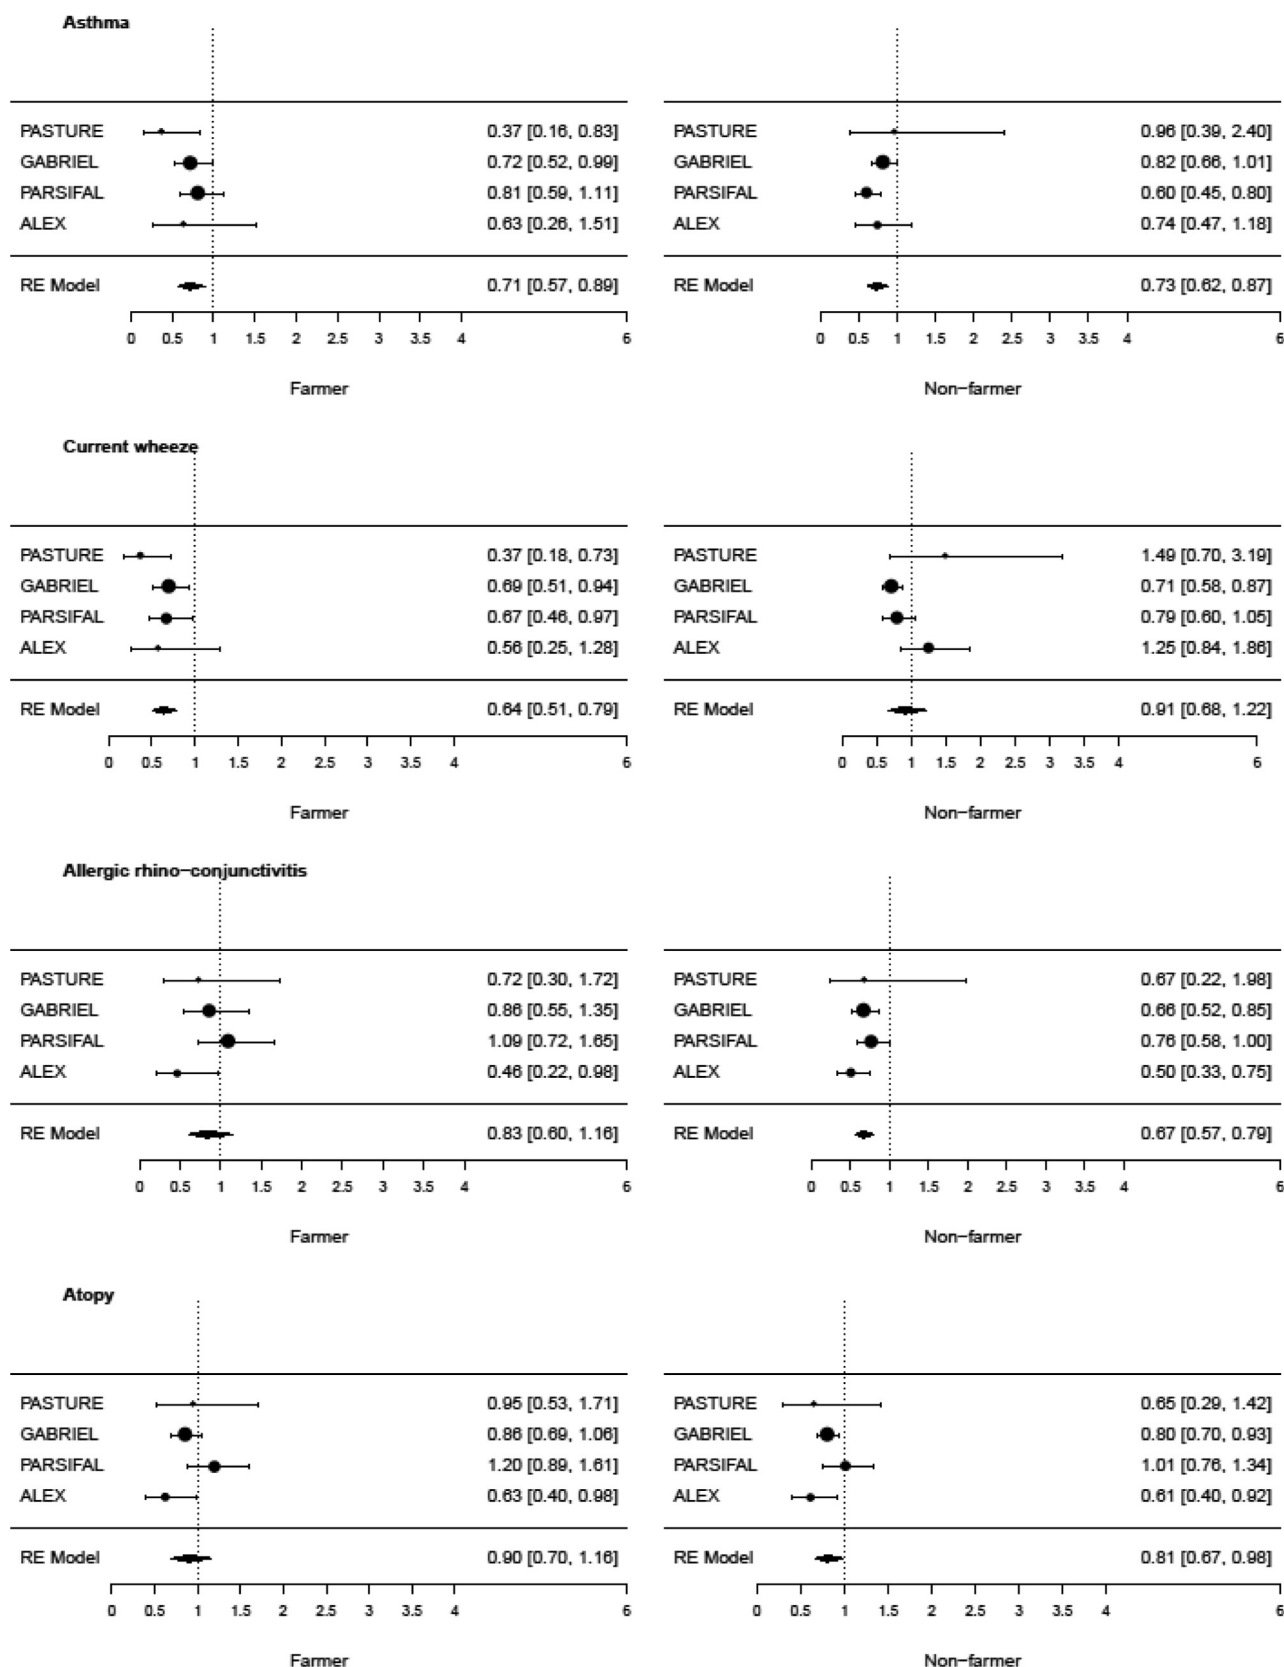 Asthma
PASTURE 0.37 [0.16, 0.83]
GABRIEL 0.72 [0.52, 0.99]
PARSIFAL 0.81 [0.59, 1.11]
ALEX 0.63 [0.26, 1.51]
RE Model 0.71 [0.57, 0.89]
0 0.5 1 1.5 2 2.5 3 3.5 4 6
Farmer
PASTURE 0.96 [0.39, 2.40]
GABRIEL 0.82 [0.66, 1.01]
PARSIFAL 0.60 [0.45, 0.80]
ALEX 0.74 [0.47, 1.18]
RE Model 0.73 [0.62, 0.87]
0 0.5 1 1.5 2 2.5 3 3.5 4 6
Non-farmer
Current wheeze
PASTURE 0.37 [0.18, 0.73]
GABRIEL 0.69 [0.51, 0.94]
PARSIFAL 0.67 [0.46, 0.97]
ALEX 0.56 [0.25, 1.28]
RE Model 0.64 [0.51, 0.79]
0 0.5 1 1.5 2 2.5 3 3.5 4 6
Farmer
PASTURE 1.49 [0.70, 3.19]
GABRIEL 0.71 [0.58, 0.87]
PARSIFAL 0.79 [0.60, 1.05]
ALEX 1.25 [0.84, 1.86]
RE Model 0.91 [0.68, 1.22]
0 0.5 1 1.5 2 2.5 3 3.5 4 6
Non-farmer
Allergic rhino-conjunctivitis
PASTURE 0.72 [0.30, 1.72]
GABRIEL 0.86 [0.55, 1.35]
PARSIFAL 1.09 [0.72, 1.65]
ALEX 0.46 [0.22, 0.98]
RE Model 0.83 [0.60, 1.16]
0 0.5 1 1.5 2 2.5 3 3.5 4 6
Farmer
PASTURE 0.67 [0.22, 1.98]
GABRIEL 0.66 [0.52, 0.85]
PARSIFAL 0.76 [0.58, 1.00]
ALEX 0.50 [0.33, 0.75]
RE Model 0.67 [0.57, 0.79]
0 0.5 1 1.5 2 2.5 3 3.5 4 6
Non-farmer
Atopy
PASTURE 0.95 [0.53, 1.71]
GABRIEL 0.86 [0.69, 1.06]
PARSIFAL 1.20 [0.89, 1.61]
ALEX 0.63 [0.40, 0.98]
RE Model 0.90 [0.70, 1.16]
0 0.5 1 1.5 2 2.5 3 3.5 4 6
Farmer
PASTURE 0.65 [0.29, 1.42]
GABRIEL 0.80 [0.70, 0.93]
PARSIFAL 1.01 [0.76, 1.34]
ALEX 0.61 [0.40, 0.92]
RE Model 0.81 [0.67, 0.98]
0 0.5 1 1.5 2 2.5 3 3.5 4 6
Non-farmer